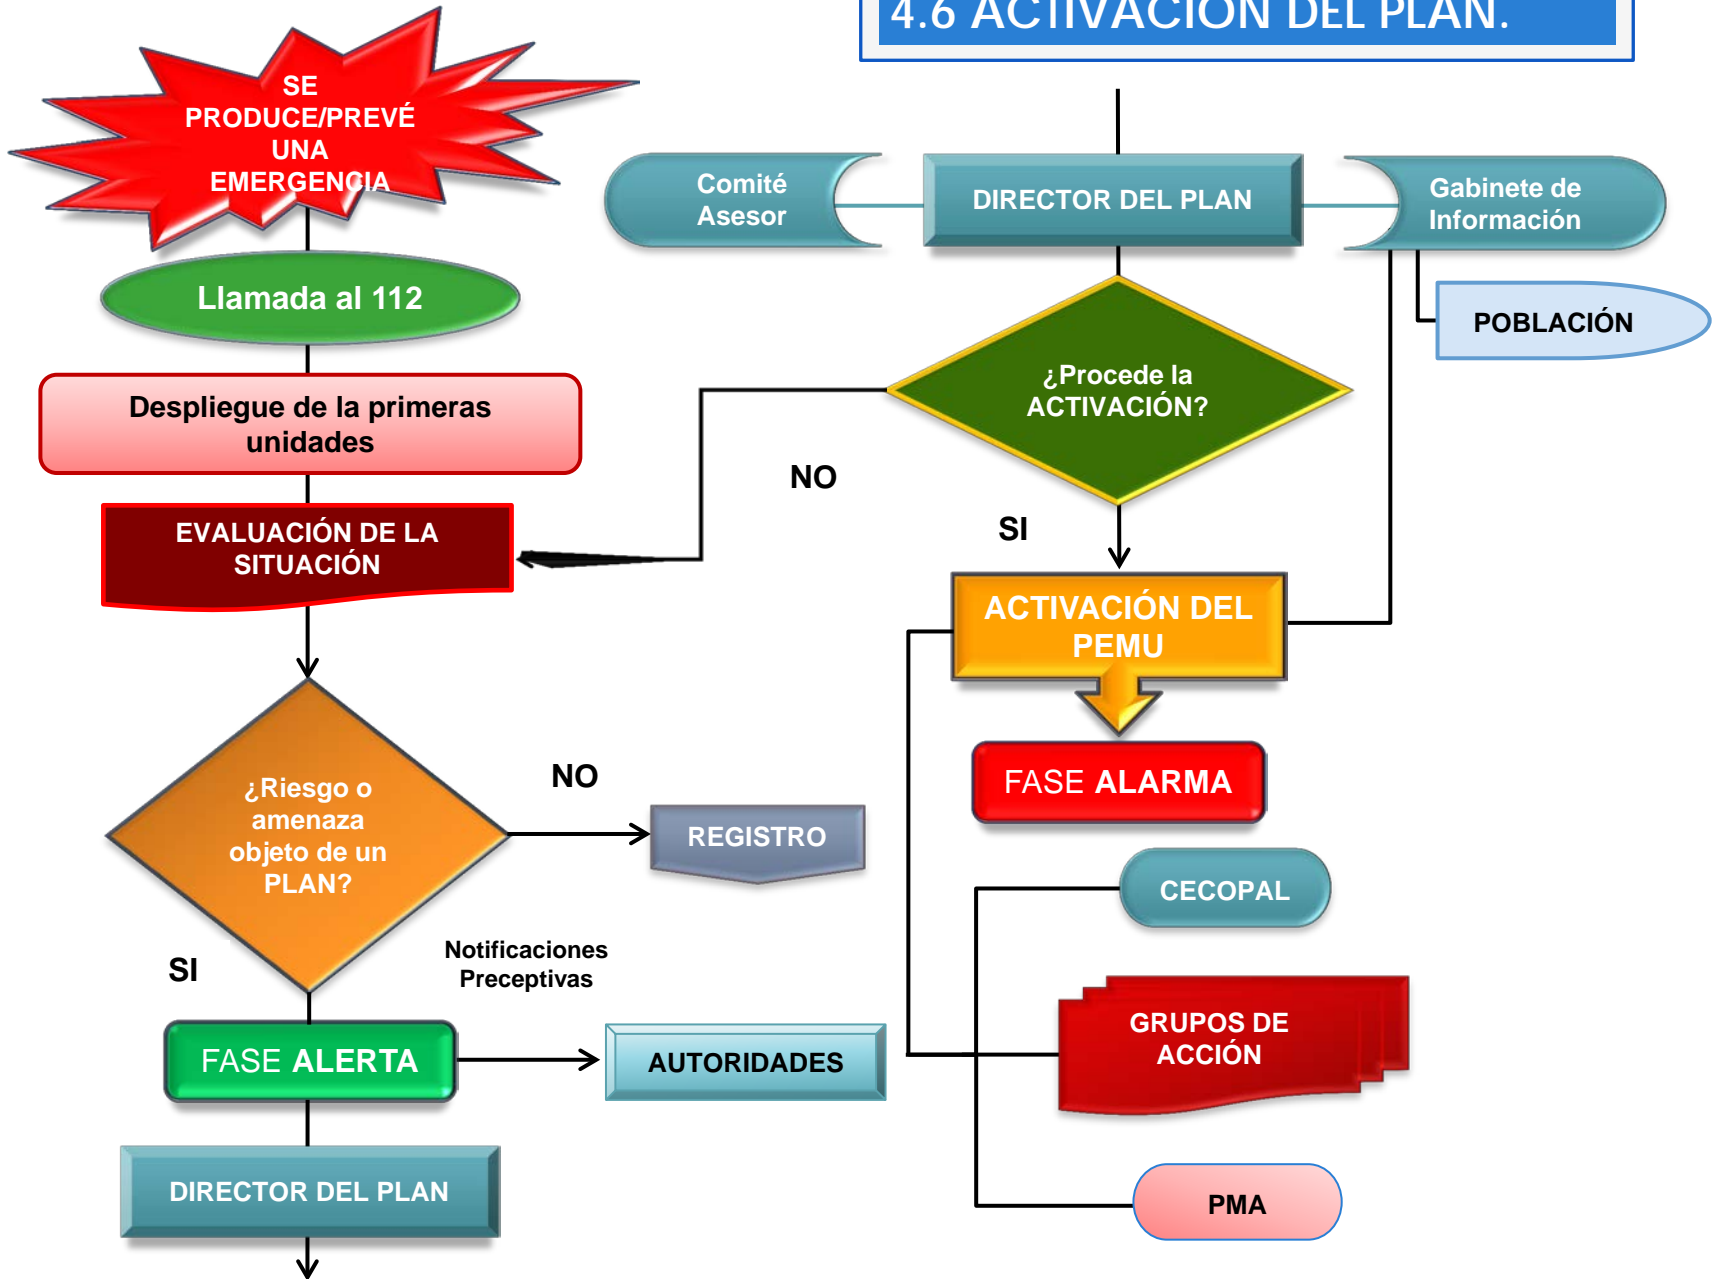 4.6 ACTIVACIÓN DEL PLAN.
SE
PRODUCE/PREVÉ
UNA
EMERGENCIA
Llamada al 112
Despliegue de la primeras
unidades
EVALUACIÓN DE LA
SITUACIÓN
¿Riesgo o
amenaza
objeto de un
PLAN?
NO
REGISTRO
SI
Notificaciones
Preceptivas
FASE ALERTA
AUTORIDADES
DIRECTOR DEL PLAN
Comité
Asesor
DIRECTOR DEL PLAN
Gabinete de
Información
POBLACIÓN
¿Procede la
ACTIVACIÓN?
NO
SI
ACTIVACIÓN DEL
PEMU
FASE ALARMA
CECOPAL
GRUPOS DE
ACCIÓN
PMA